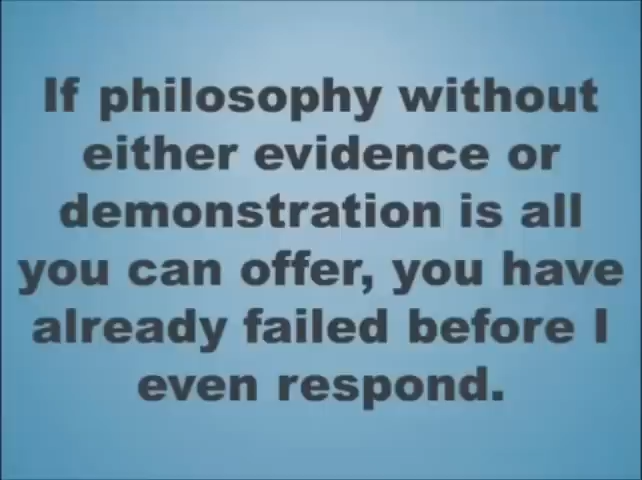 If philosophy without
either evidence or
demonstration is all
you can offer, you have
already failed before I
even respond.